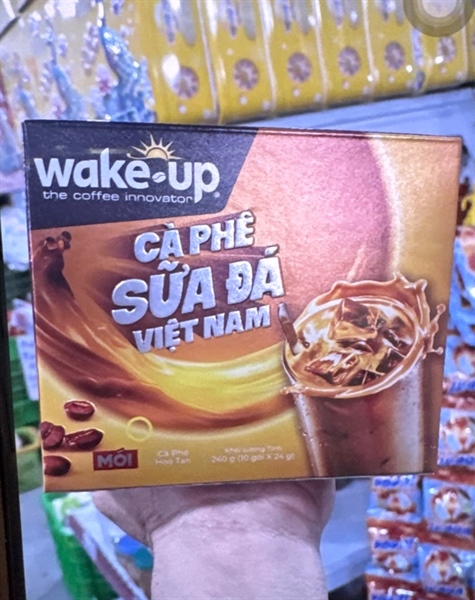 wake-up®
the coffee innovator
CÀ PHÊ
SỮA ĐÁ
VIỆT NAM
MỚI
Cà Phê
Hòa Tan
Khối Lượng Tịnh
240 g (10 gói x 24 g)